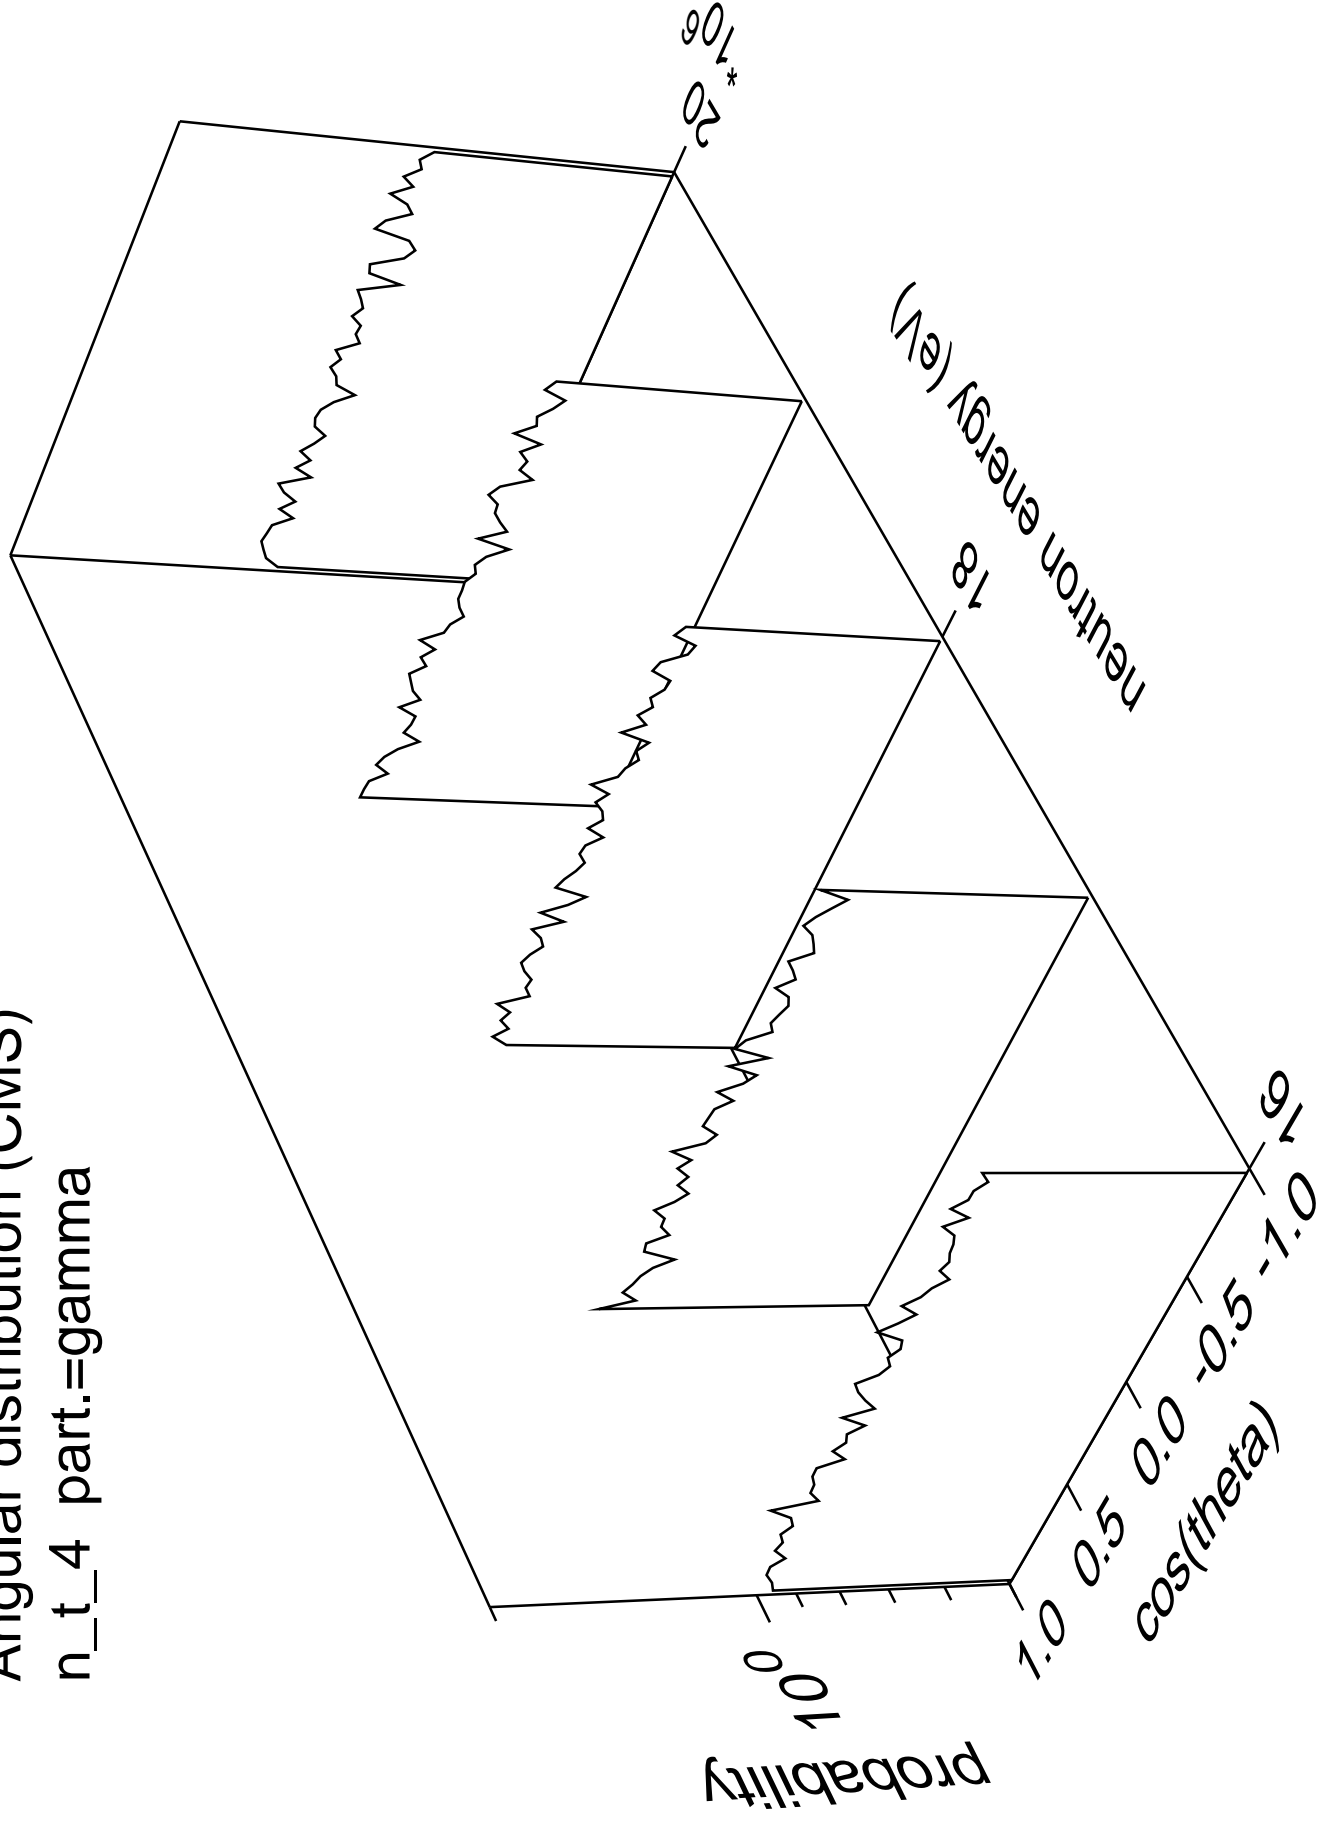 Angular distribution (CMS)
n_t_4 part.=gamma
probability
10 0
1.0 0.5 0.0 -0.5 -1.0
cos(theta)
16 18 20 * 10 6
neutron energy (eV)